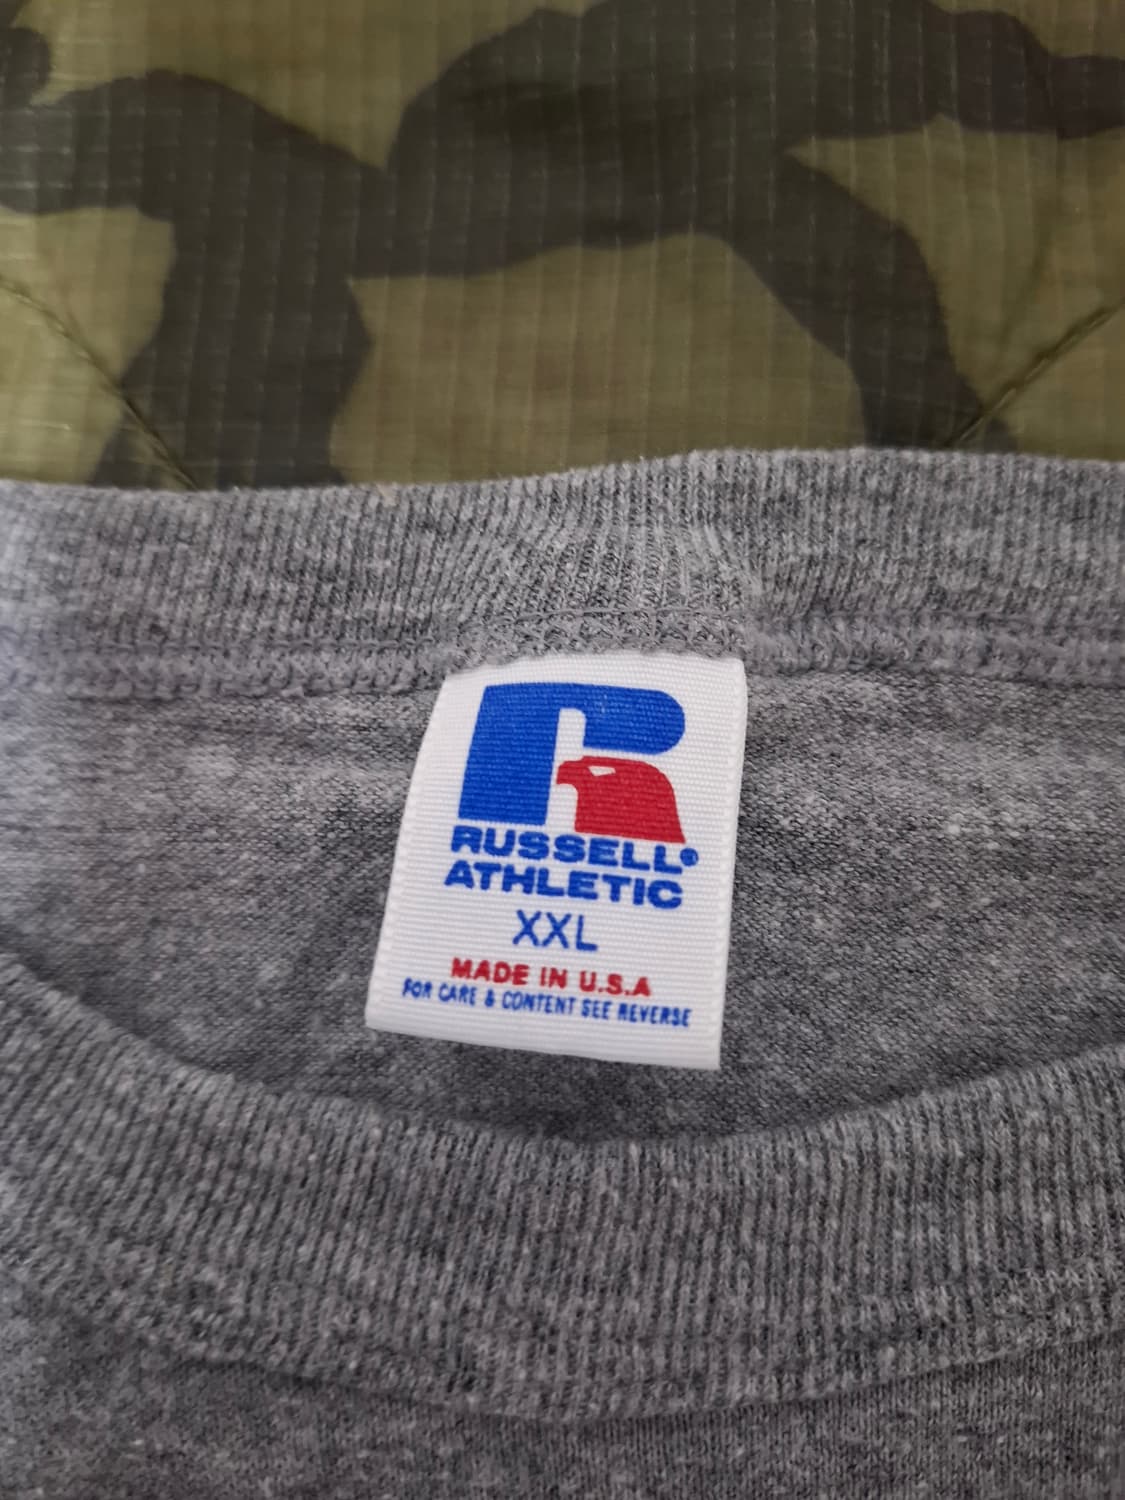 RUSSELL®
ATHLETIC
XXL
MADE IN U.S.A
FOR CARE & CONTENT SEE REVERSE